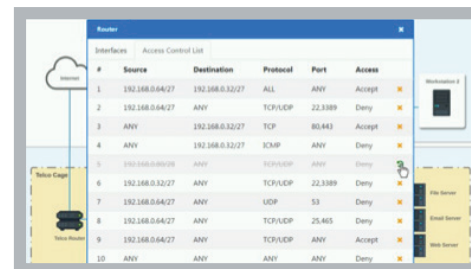 Router
Interfaces Access Control List
# Source Destination Protocol Port Access
1 192.168.0.64/27 192.168.0.32/27 ALL ANY Accept
2 192.168.0.64/27 ANY TCP/UDP 22,3389 Deny
3 ANY 192.168.0.32/27 TCP 80,443 Accept
4 ANY 192.168.0.32/27 ICMP ANY Deny
5 ANY TCP/UDP ANY Deny
6 192.168.0.32/27 ANY TCP/UDP 22,3389 Deny
7 192.168.0.64/27 ANY UDP 53 Deny
8 192.168.0.64/27 ANY TCP/UDP 25,465 Deny
9 192.168.0.64/27 ANY TCP/UDP ANY Accept
10 ANY ANY ANY ANY Deny
Internet
Workstation 2
Telco Cage
Telco Router
File Server
Email Server
Web Server